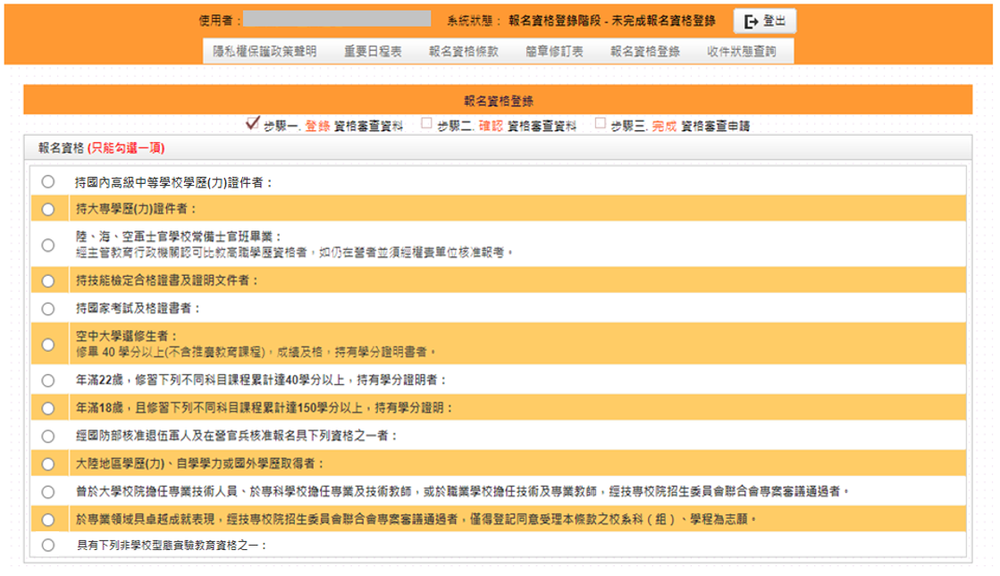 使用者： 系統狀態： 報名資格登錄階段 - 未完成報名資格登錄 登出
隱私權保護政策聲明 重要日程表 報名資格條款 簡章修訂表 報名資格登錄 收件狀態查詢
報名資格登錄
步驟一. 登錄 資格審查資料 步驟二. 確認 資格審查資料 步驟三. 完成 資格審查申請
報名資格 (只能勾選一項)
持國內高級中等學校學歷(力)證件者：
持大專學歷(力)證件者：
陸、海、空軍士官學校常備士官班畢業：
經主管教育行政機關認可比敘高職學歷資格者，如仍在營者並須經權責單位核准報考。
持技能檢定合格證書及證明文件者：
持國家考試及格證書者：
空中大學選修生者：
修畢 40 學分以上(不含推廣教育課程)，成績及格，持有學分證明書者。
年滿22歲，修習下列不同科目課程累計達40學分以上，持有學分證明者：
年滿18歲，且修習下列不同科目課程累計達150學分以上，持有學分證明：
經國防部核准退伍軍人及在營官兵核准報名具下列資格之一者：
大陸地區學歷(力)、自學學力或國外學歷取得者：
曾於大學校院擔任專業技術人員、於專科學校擔任專業及技術教師，或於職業學校擔任技術及專業教師，經技專校院招生委員會聯合會專案審議通過者。
於專業領域具卓越成就表現，經技專校院招生委員會聯合會專案審議通過者，僅得登記同意受理本條款之校系科（組）、學程為志願。
具有下列非學校型態實驗教育資格之一：